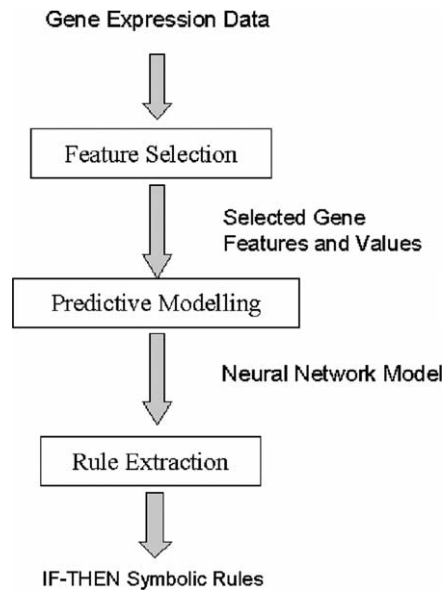 Gene Expression Data
Feature Selection
Selected Gene
Features and Values
Predictive Modelling
Neural Network Model
Rule Extraction
IF-THEN Symbolic Rules